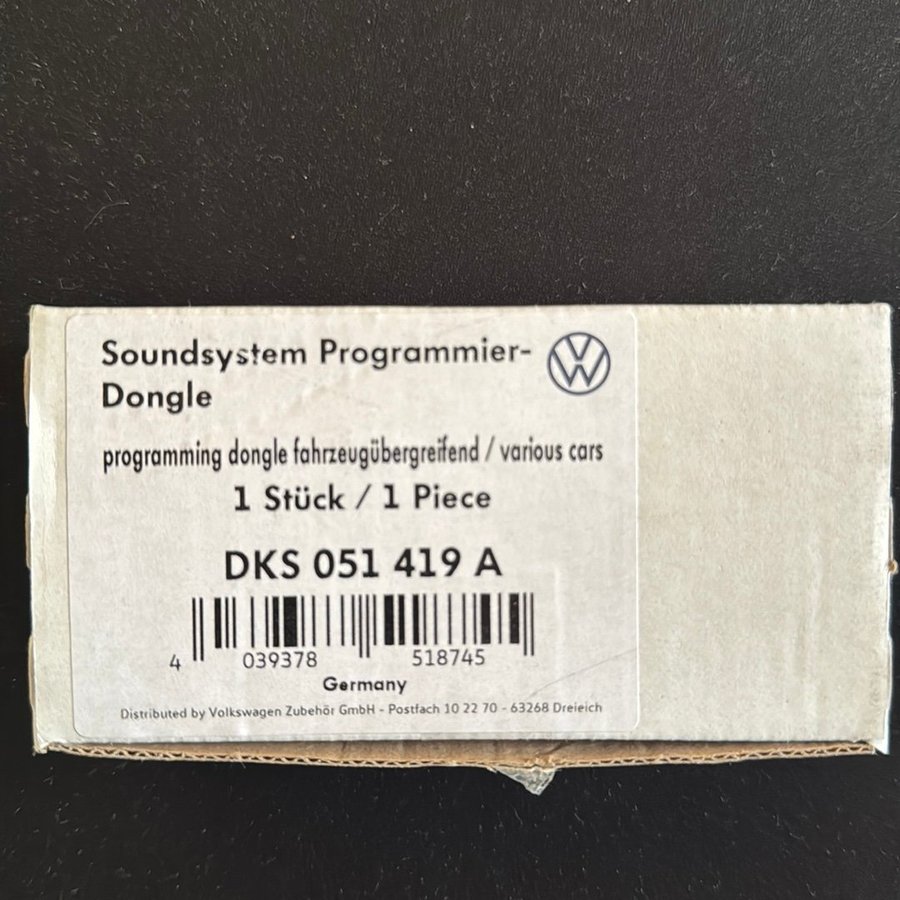 Soundsystem Programmier-
Dongle
programming dongle fahrzeugübergreifend / various cars
1 Stück / 1 Piece
DKS 051 419 A
4 039378 518745
Germany
Distributed by Volkswagen Zubehör GmbH - Postfach 10 22 70 - 63268 Dreieich